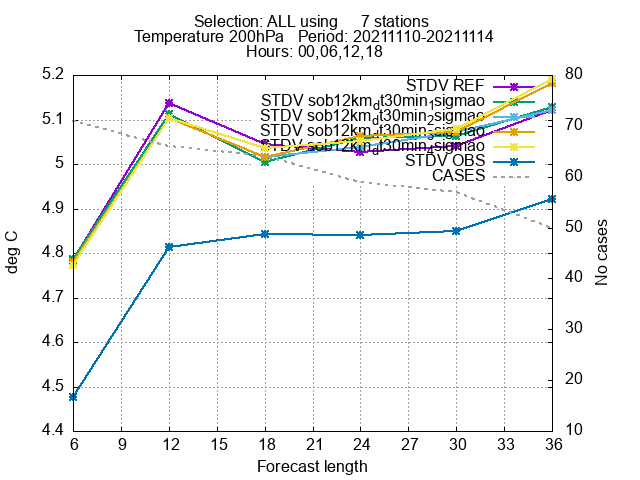 Selection: ALL using 7 stations
Temperature 200hPa Period: 20211110-20211114
Hours: 00,06,12,18
5.2
5.1
5
4.9
4.8
4.7
4.6
4.5
4.4
deg C
STDV REF
STDV sob12km_dt30min_1sigmao
STDV sob12km_dt30min_2sigmao
STDV sob12km_dt30min_3sigmao
STDV sob12km_dt30min_4sigmao
STDV OBS
CASES
80
70
60
50
40
30
20
10
No cases
6 9 12 15 18 21 24 27 30 33 36
Forecast length